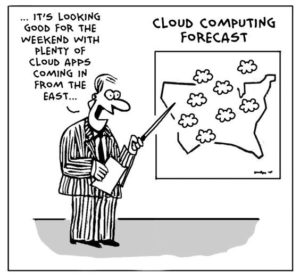 ... IT'S LOOKING
GOOD FOR THE
WEEKEND WITH
PLENTY OF
CLOUD APPS
COMING IN
FROM THE
EAST...
CLOUD COMPUTING
FORECAST